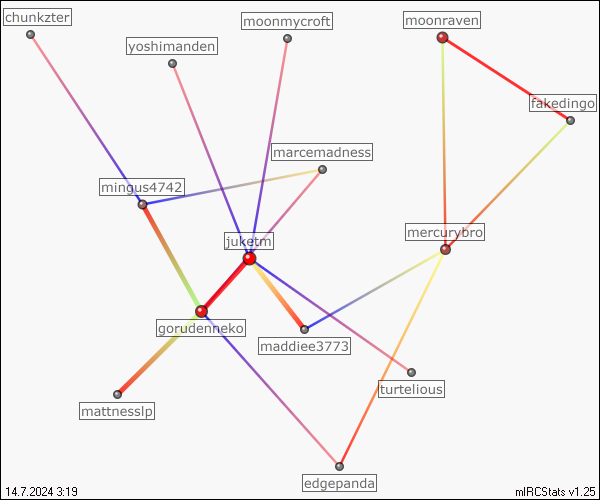 chunkzter
moonmycroft
moonraven
yoshimanden
fakedingo
marcemadness
mingus4742
mercurybro
juketm
gorudenneko
maddiee3773
turtelious
mattnesslp
edgepanda
14.7.2024 3:19
mIRCStats v1.25